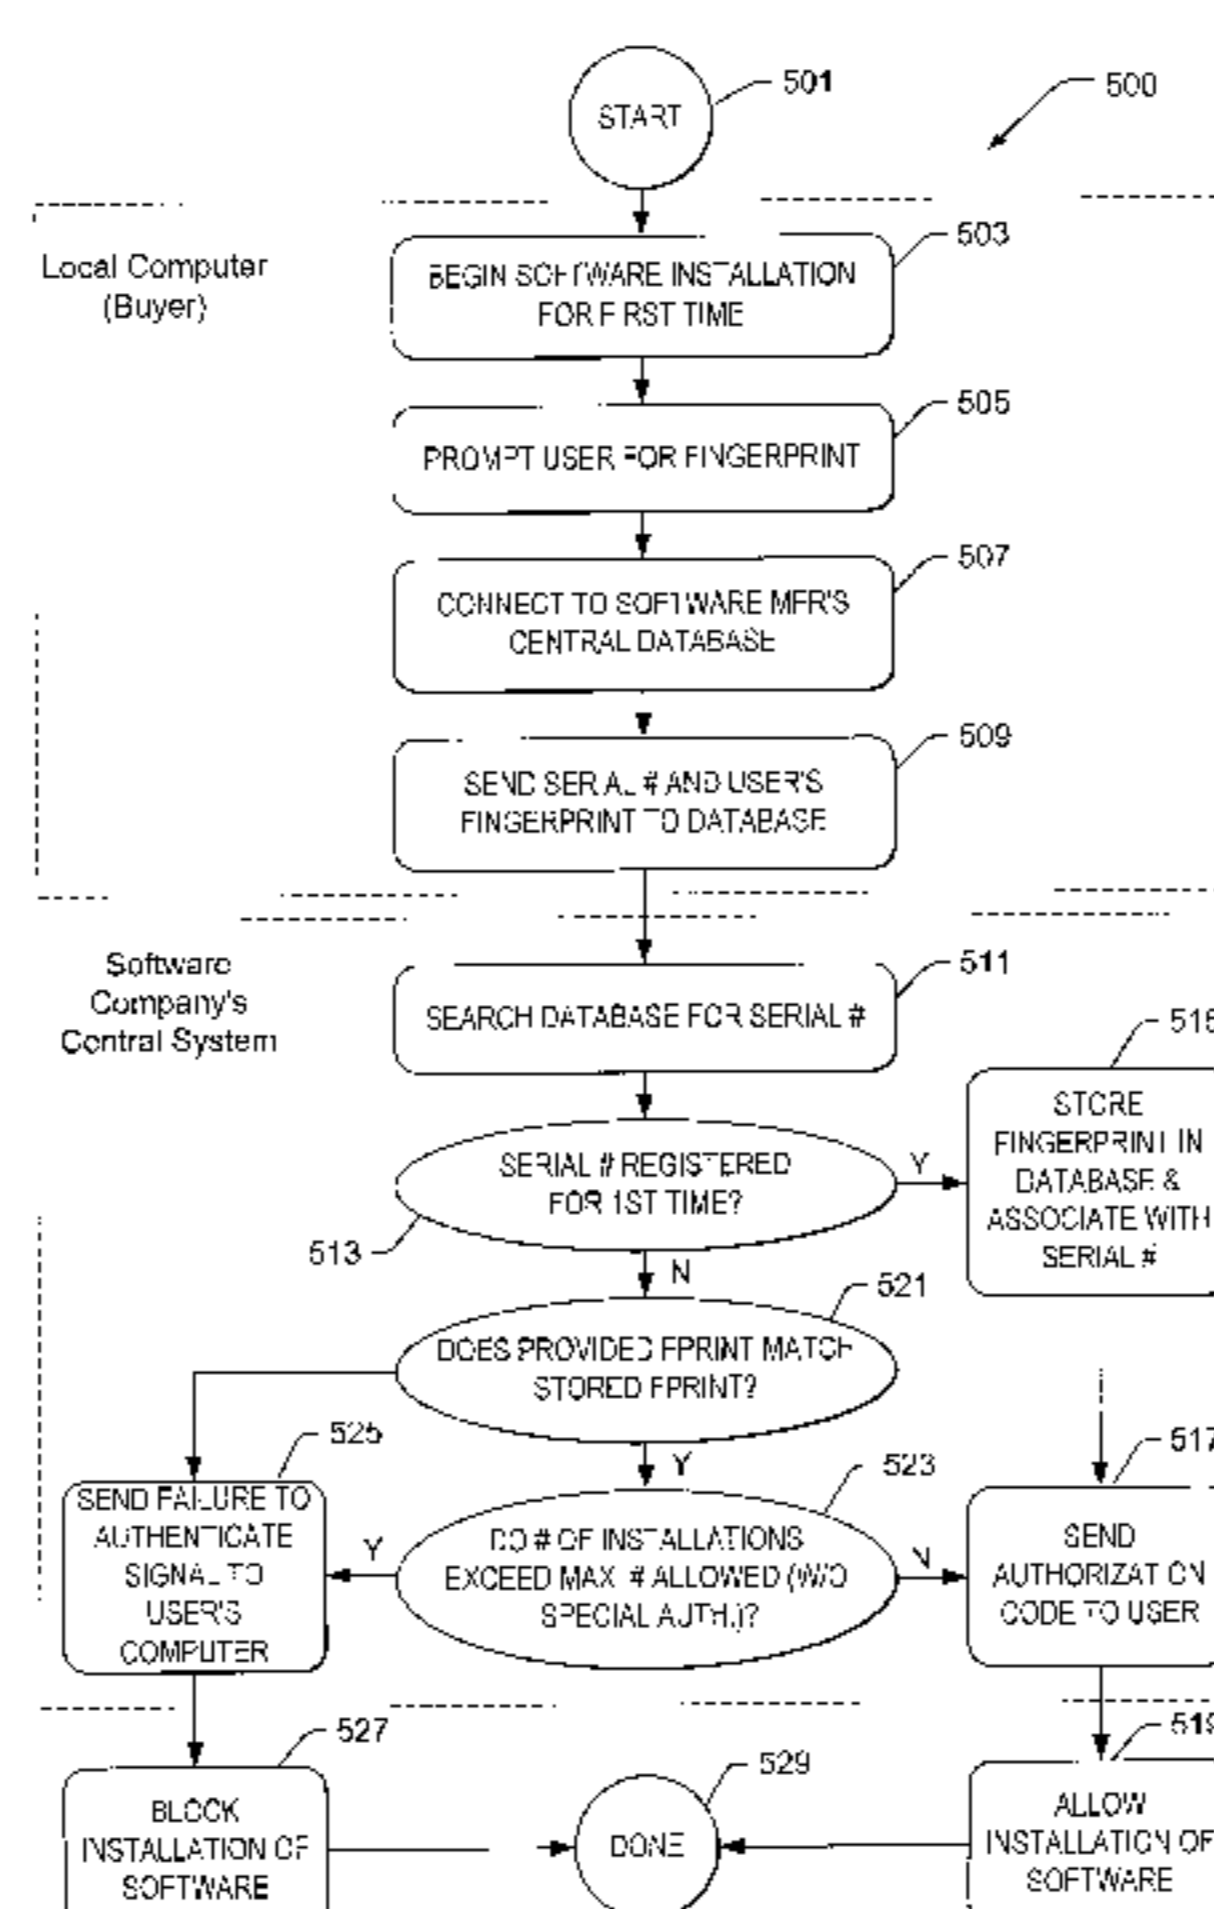 501
500
START
503
Local Computer
(Buyer)
BEGIN SOFTWARE INSTALLATION
FOR FIRST TIME
505
PROMPT USER FOR FINGERPRINT
507
CONNECT TO SOFTWARE MFR'S
CENTRAL DATABASE
509
SEND SERIAL # AND USER'S
FINGERPRINT TO DATABASE
Software
Company's
Central System
511
SEARCH DATABASE FOR SERIAL #
SERIAL # REGISTERED
FOR 1ST TIME?
Y
513
N
STORE
FINGERPRINT IN
DATABASE &
ASSOCIATE WITH
SERIAL #
521
DOES PROVIDED FPRINT MATCH
STORED FPRINT?
Y
525
SEND FAILURE TO
AUTHENTICATE
SIGNAL TO
USER'S
COMPUTER
523
DO # OF INSTALLATIONS
EXCEED MAX. # ALLOWED (W/O
SPECIAL AUTH.)?
Y
N
517
SEND
AUTHORIZATION
CODE TO USER
527
BLOCK
INSTALLATION OF
SOFTWARE
529
DONE
519
ALLOW
INSTALLATION OF
SOFTWARE